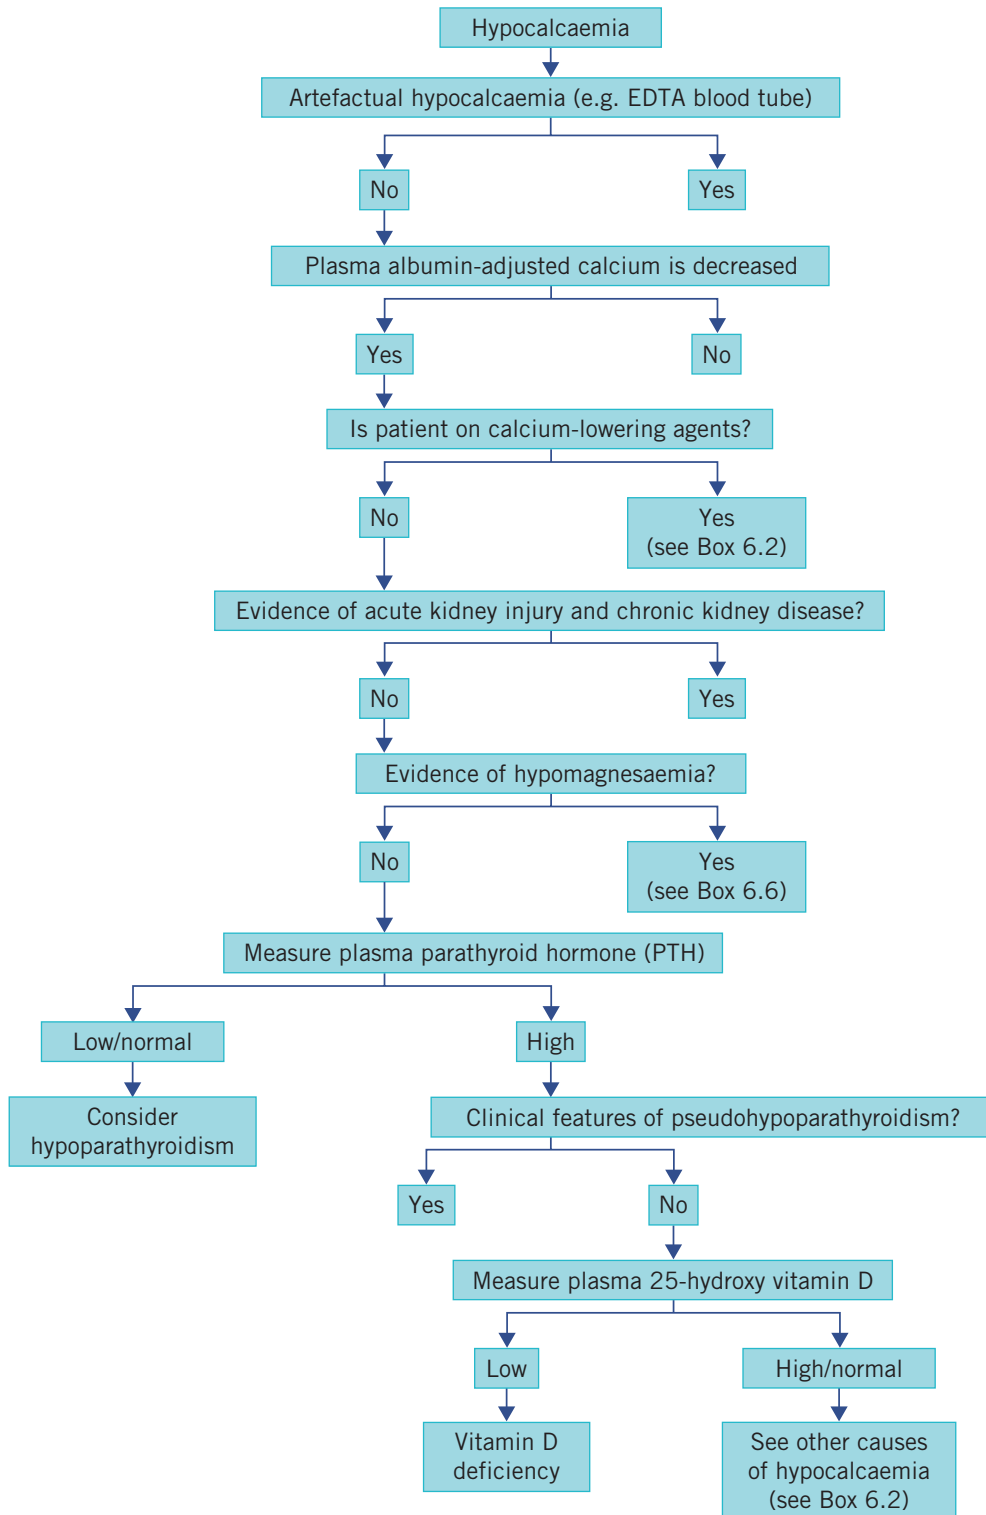 Hypocalcaemia
Artefactual hypocalcaemia (e.g. EDTA blood tube)
No
Yes
Plasma albumin-adjusted calcium is decreased
Yes
No
Is patient on calcium-lowering agents?
No
Yes
(see Box 6.2)
Evidence of acute kidney injury and chronic kidney disease?
No
Yes
Evidence of hypomagnesaemia?
No
Yes
(see Box 6.6)
Measure plasma parathyroid hormone (PTH)
Low/normal
High
Consider
hypoparathyroidism
Clinical features of pseudohypoparathyroidism?
Yes
No
Measure plasma 25-hydroxy vitamin D
Low
High/normal
Vitamin D
deficiency
See other causes
of hypocalcaemia
(see Box 6.2)